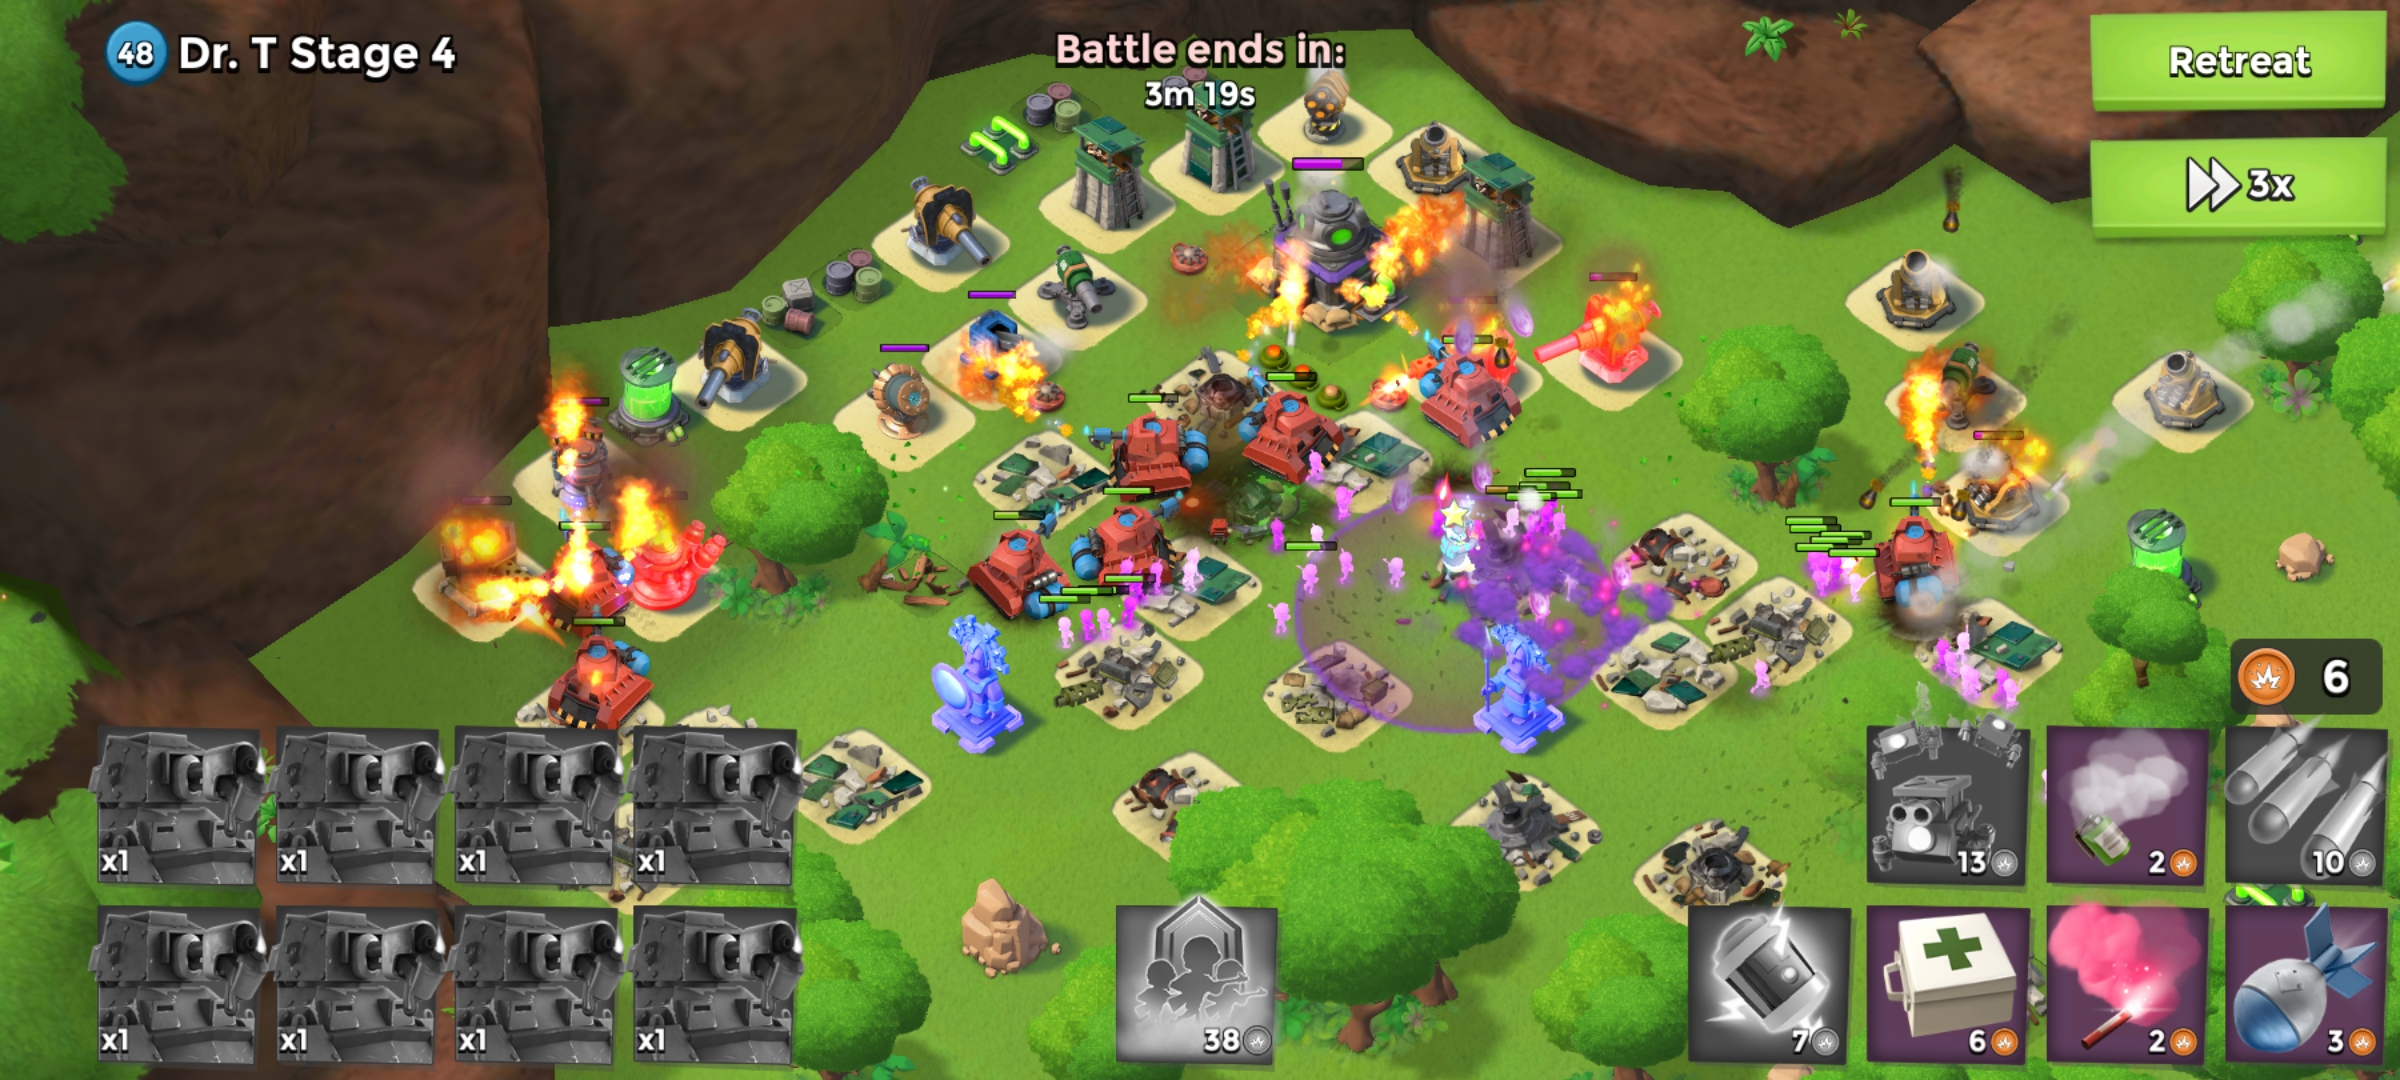 48 Dr. T Stage 4
Battle ends in:
3m 19s
Retreat
3x
6
x1 x1 x1 x1
13 2 10
x1 x1 x1 x1
38
7 6 2 3